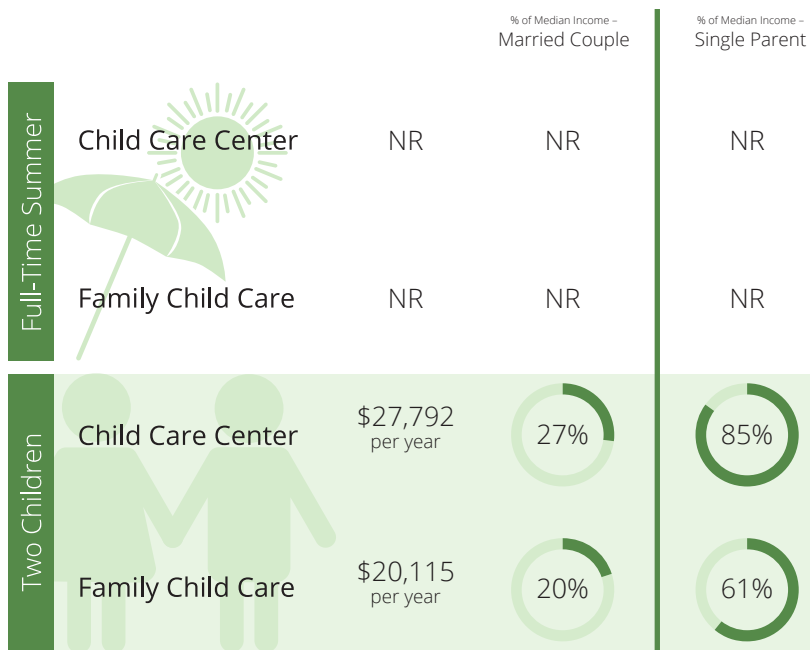 % of Median Income –
Married Couple
% of Median Income –
Single Parent
Full-Time Summer
Child Care Center
NR
NR
NR
Family Child Care
NR
NR
NR
Two Children
Child Care Center
$27,792
per year
27%
85%
Family Child Care
$20,115
per year
20%
61%